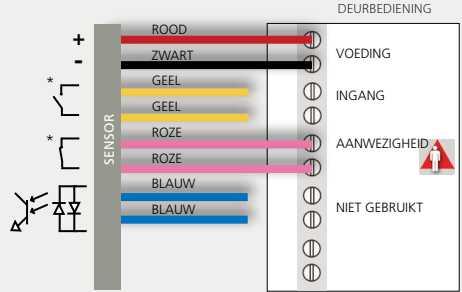 DEURBEDIENING
+ ROOD
- ZWART
VOEDING
* GEEL
INGANG
GEEL
* ROZE
AANWEZIGHEID
ROZE
BLAUW
BLAUW
NIET GEBRUIKT
SENSOR